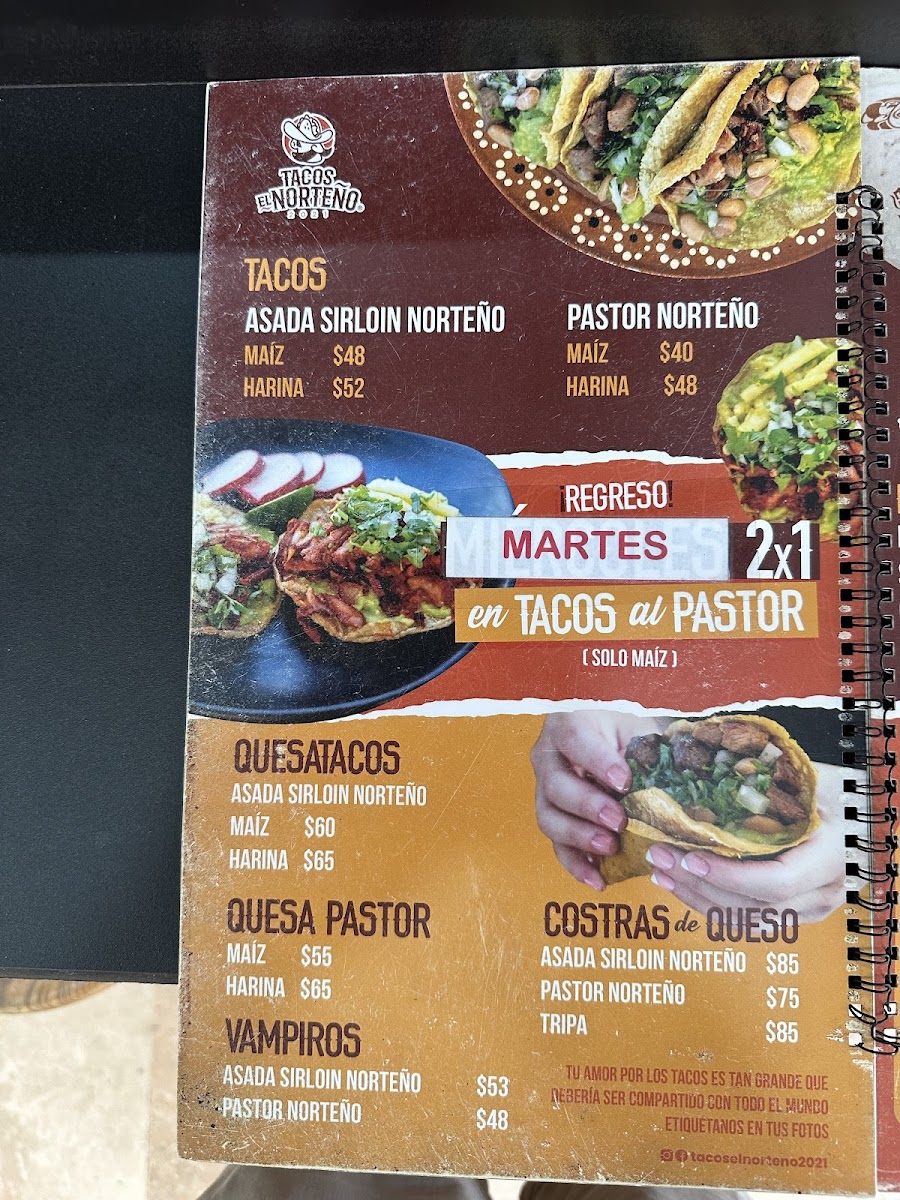 TACOS
EL NORTEÑO
2021
TACOS
ASADA SIRLOIN NORTEÑO
MAÍZ $48
HARINA $52
PASTOR NORTEÑO
MAÍZ $40
HARINA $48
¡REGRESO!
MARTES 2x1
en TACOS al PASTOR
( SOLO MAÍZ )
QUESATACOS
ASADA SIRLOIN NORTEÑO
MAÍZ $60
HARINA $65
QUESA PASTOR
MAÍZ $55
HARINA $65
VAMPIROS
ASADA SIRLOIN NORTEÑO $53
PASTOR NORTEÑO $48
COSTRAS de QUESO
ASADA SIRLOIN NORTEÑO $85
PASTOR NORTEÑO $75
TRIPA $85
TU AMOR POR LOS TACOS ES TAN GRANDE QUE
DEBERÍA SER COMPARTIDO CON TODO EL MUNDO
ETIQUÉTANOS EN TUS FOTOS
tacoselnorteno2021